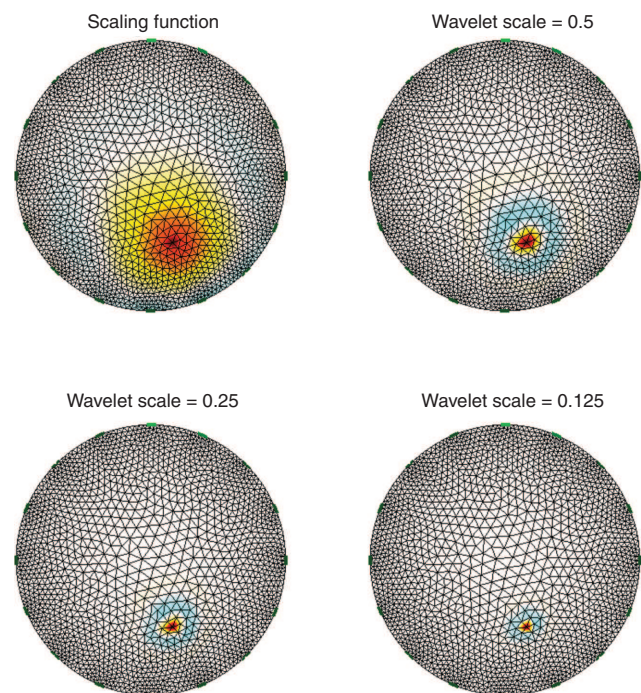 Scaling function
Wavelet scale = 0.5
Wavelet scale = 0.25
Wavelet scale = 0.125